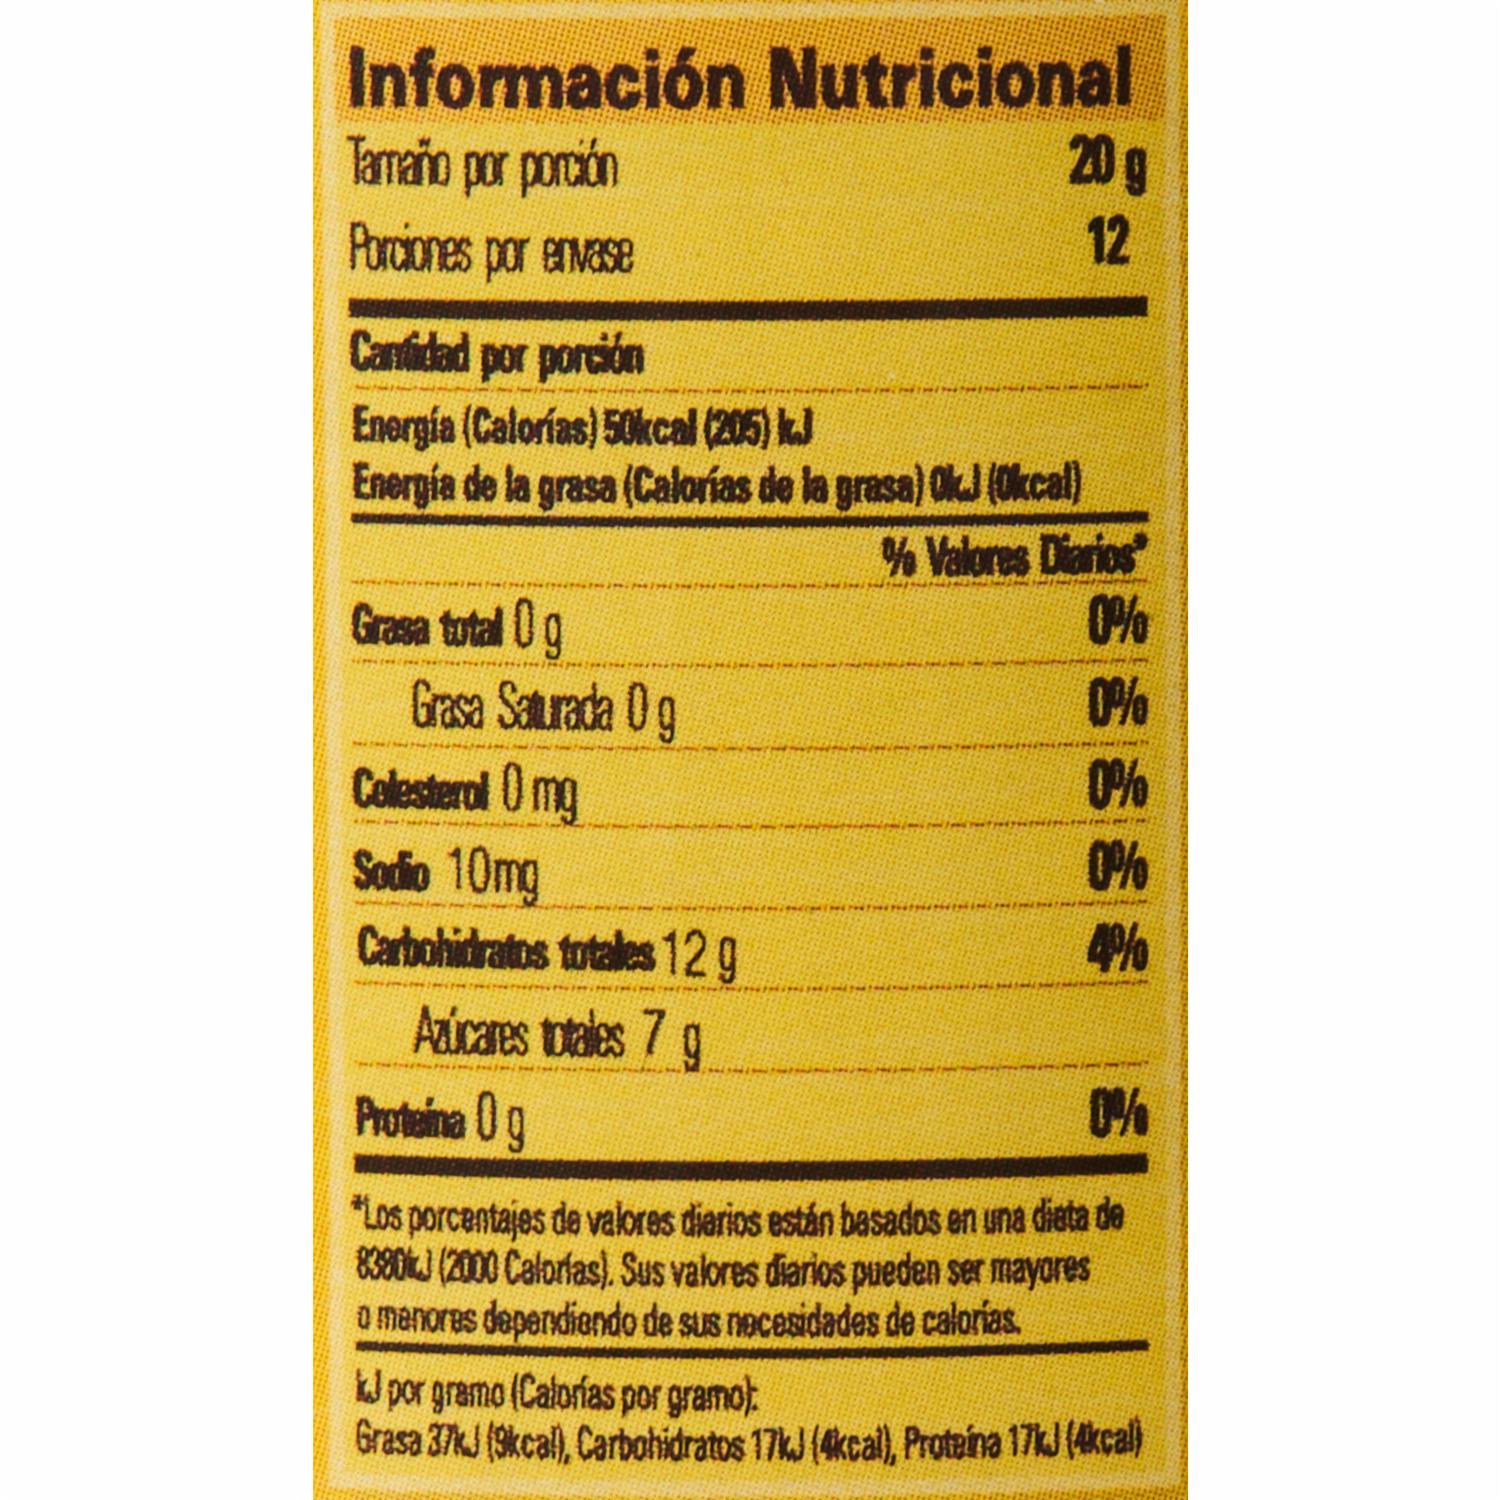 Información Nutricional
Tamaño por porción 20 g
Porciones por envase 12
Cantidad por porción
Energía (Calorías) 50kcal (205) kJ
Energía de la grasa (Calorías de la grasa) 0kJ (0kcal)
% Valores Diarios*
Grasa total 0 g 0%
Grasa Saturada 0 g 0%
Colesterol 0 mg 0%
Sodio 10mg 0%
Carbohidratos totales 12 g 4%
Azúcares totales 7 g
Proteína 0 g 0%
*Los porcentajes de valores diarios están basados en una dieta de
8380kJ (2000 Calorías). Sus valores diarios pueden ser mayores
o menores dependiendo de sus necesidades de calorías.
kJ por gramo (Calorías por gramo):
Grasa 37kJ (9kcal), Carbohidratos 17kJ (4kcal), Proteína 17kJ (4kcal)